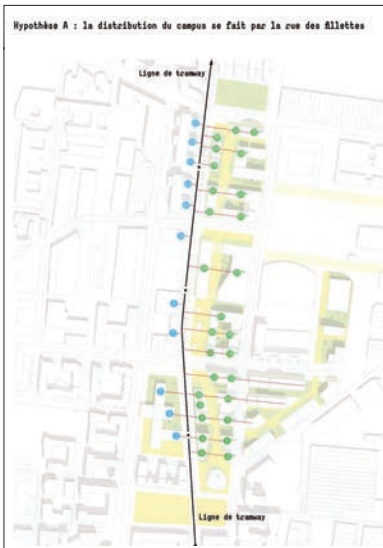 Hypothèse A : la distribution du campus se fait par la rue des fillettes
Ligne de tramway
Ligne de tramway